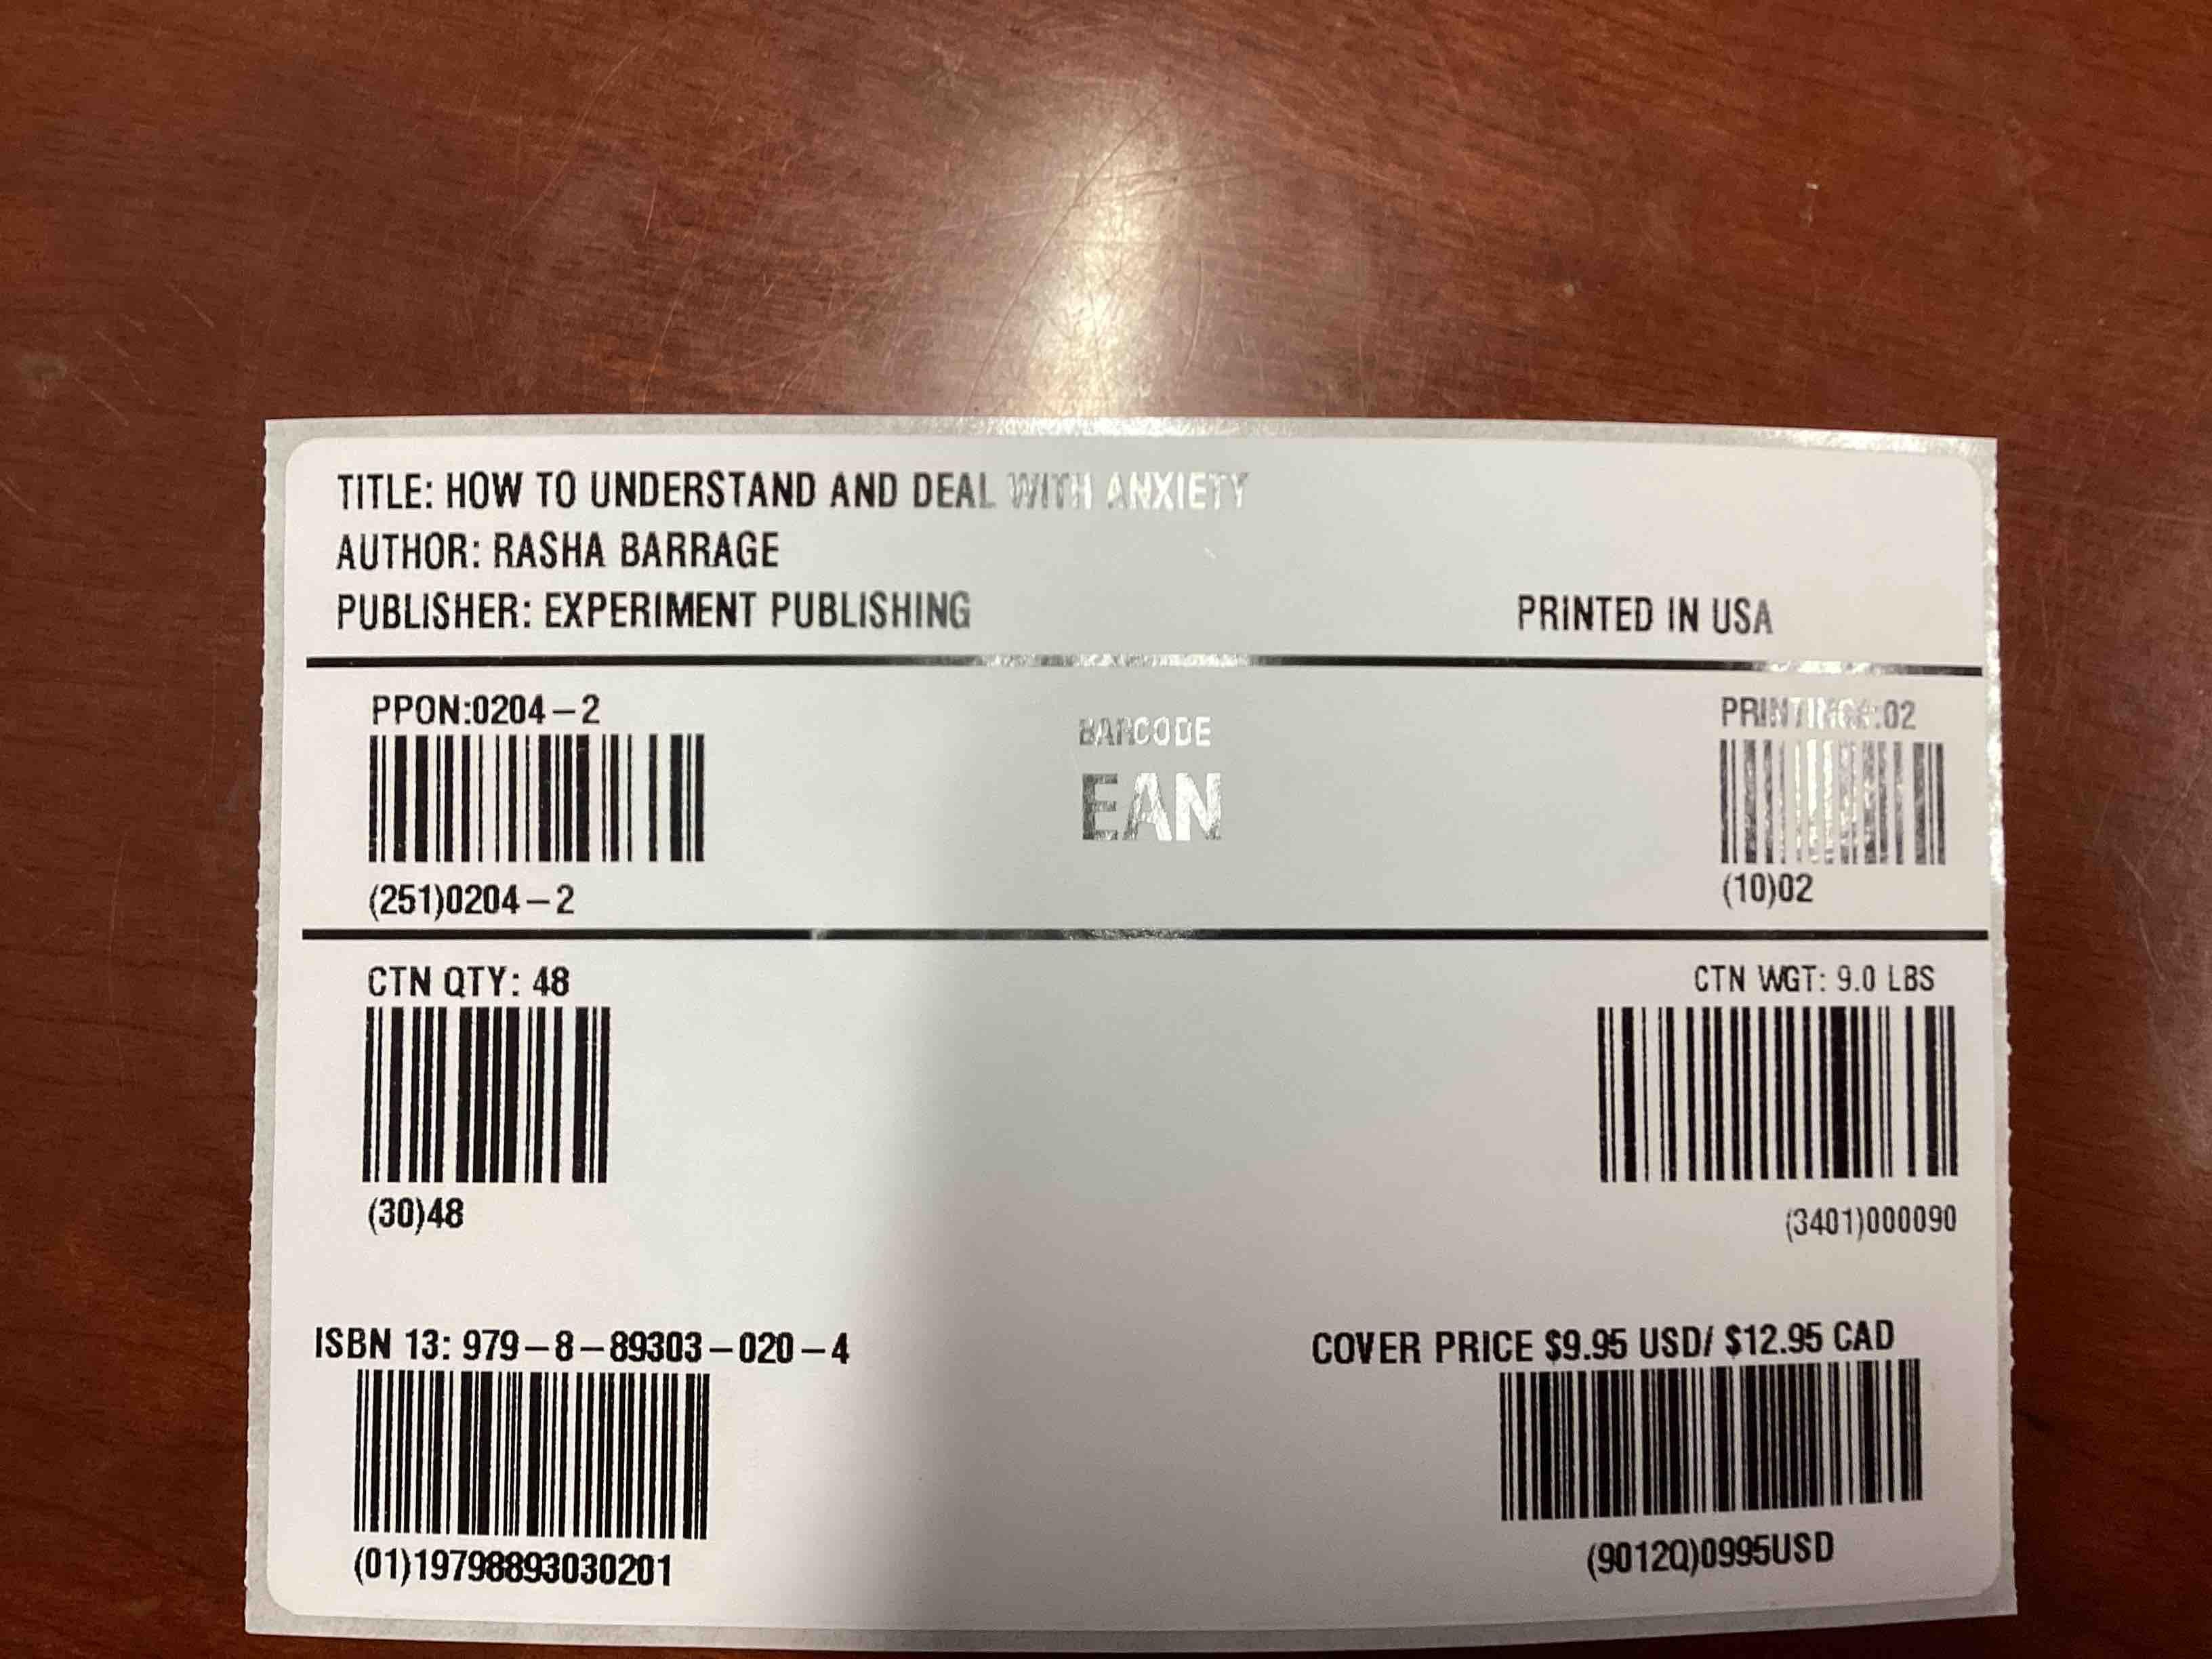 TITLE: HOW TO UNDERSTAND AND DEAL WITH ANXIETY
AUTHOR: RASHA BARRAGE
PUBLISHER: EXPERIMENT PUBLISHING PRINTED IN USA
PPON:0204-2
BARCODE
EAN
PRINTING#:02
(251)0204-2
(10)02
CTN QTY: 48
CTN WGT: 9.0 LBS
(30)48
(3401)000090
ISBN 13: 979-8-89303-020-4
COVER PRICE $9.95 USD/ $12.95 CAD
(01)19798893030201
(9012Q)0995USD